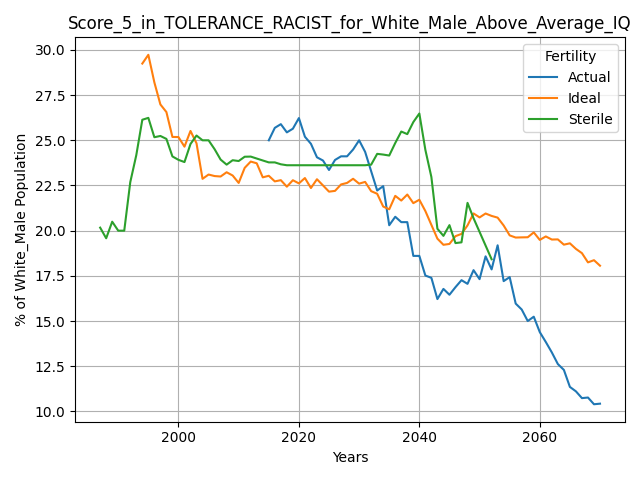 Score_5_in_TOLERANCE_RACIST_for_White_Male_Above_Average_IQ
Fertility
Actual
Ideal
Sterile
% of White_Male Population
30.0
27.5
25.0
22.5
20.0
17.5
15.0
12.5
10.0
2000
2020
2040
2060
Years